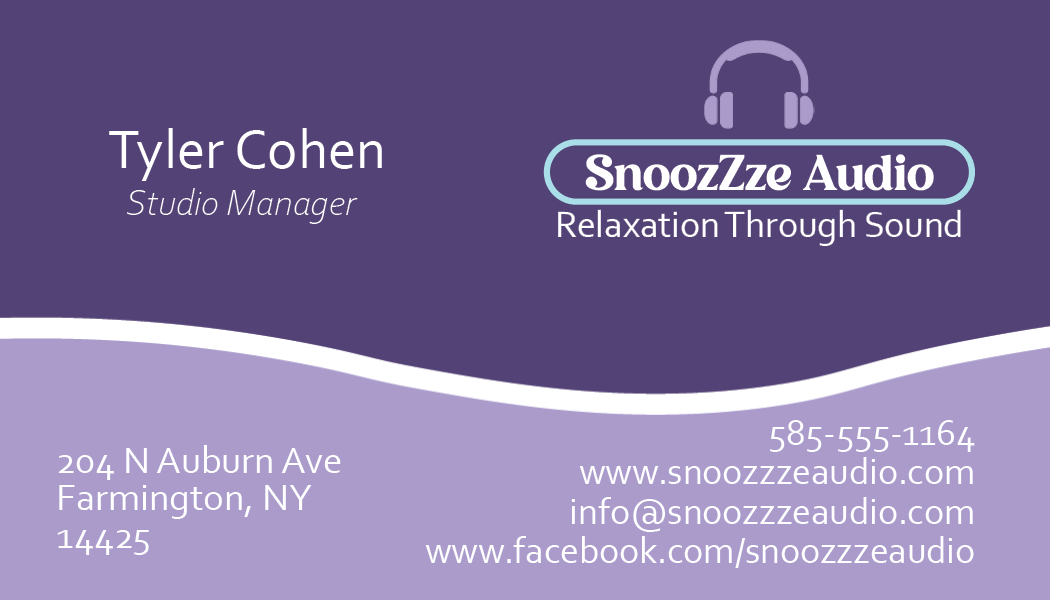 Tyler Cohen
Studio Manager
SnoozZze Audio
Relaxation Through Sound
204 N Auburn Ave
Farmington, NY
14425
585-555-1164
www.snoozzzeaudio.com
info@snoozzzeaudio.com
www.facebook.com/snoozzzeaudio